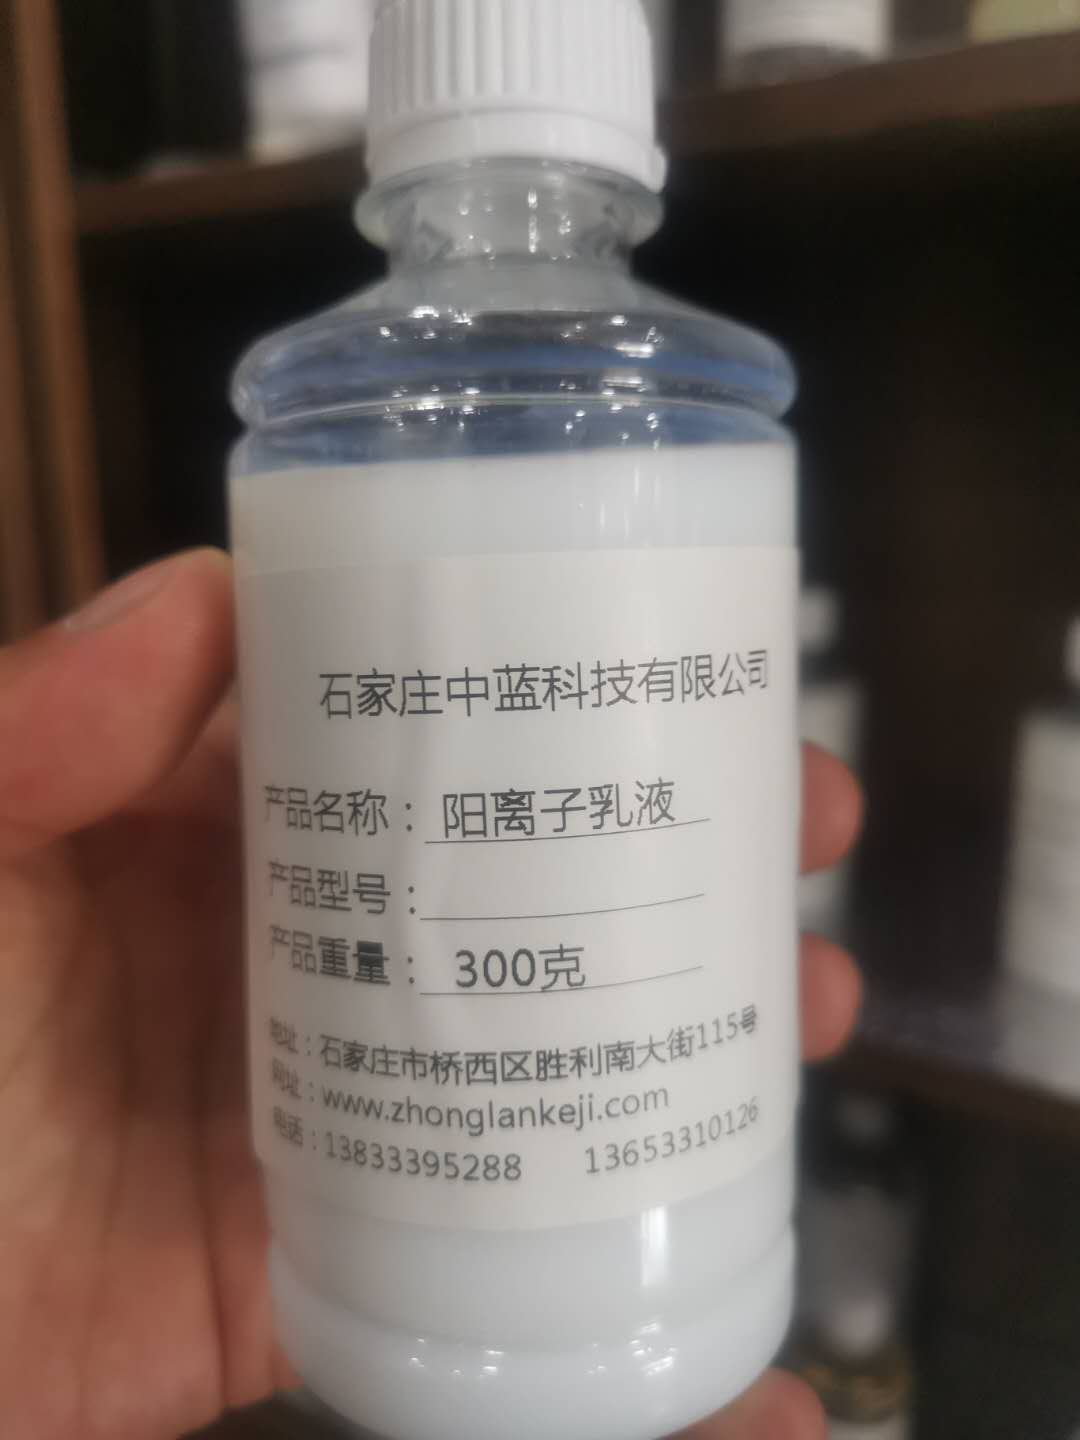 石家庄中蓝科技有限公司
产品名称：阳离子乳液
产品型号：
产品重量：300克
地址：石家庄市桥西区胜利南大街115号
网址：www.zhonglankeji.com
电话：13833395288 13653310126